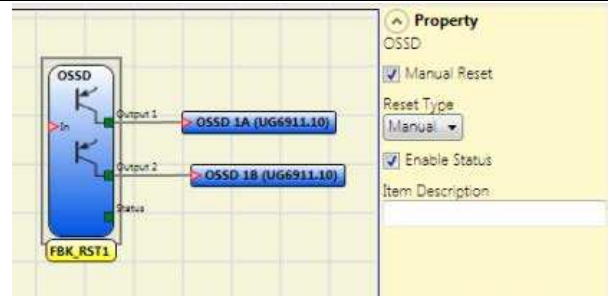 OSSD
In
Output 1
Output 2
Status
FBK_RST1
OSSD 1A (UG6911.10)
OSSD 1B (UG6911.10)
Property
OSSD
Manual Reset
Reset Type
Manual
Enable Status
Item Description